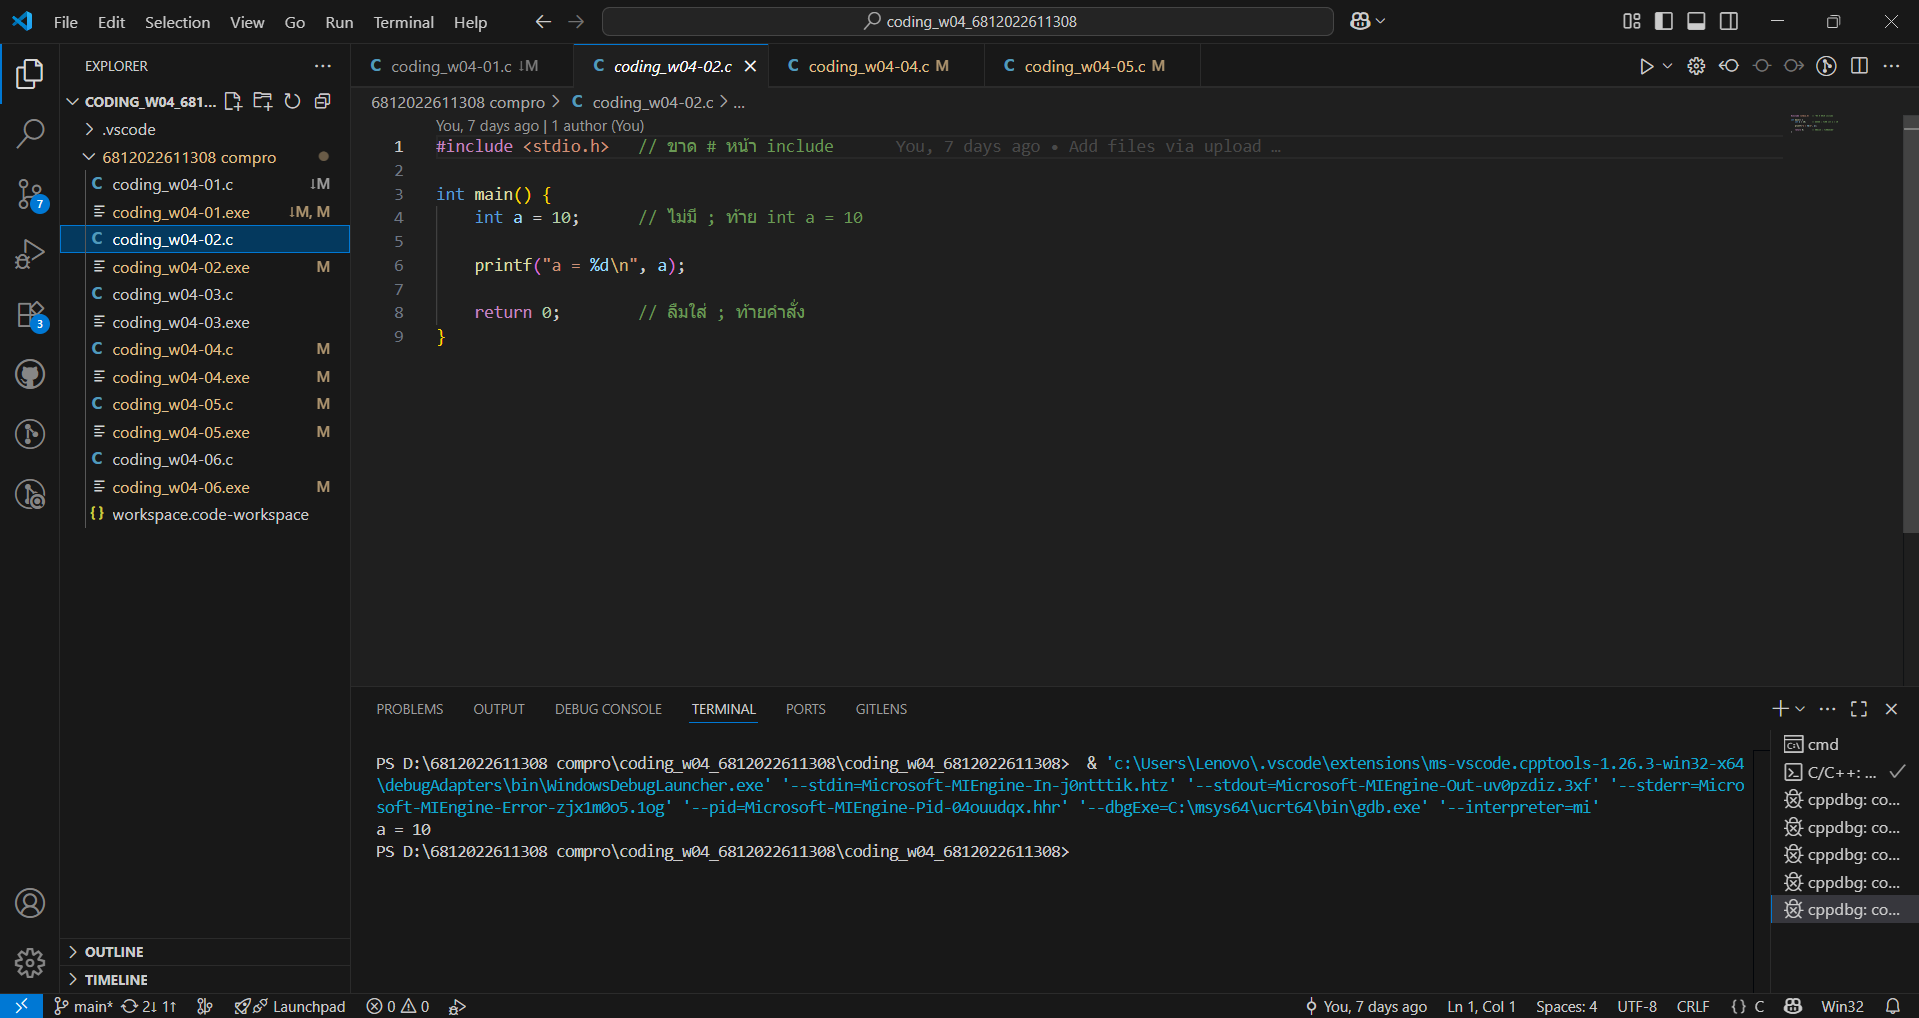 File Edit Selection View Go Run Terminal Help
coding_w04_6812022611308
EXPLORER
CODING_W04_681...
.vscode
6812022611308 compro
C coding_w04-01.c ↓M
coding_w04-01.exe ↓M, M
C coding_w04-02.c
coding_w04-02.exe M
C coding_w04-03.c
coding_w04-03.exe
C coding_w04-04.c M
coding_w04-04.exe M
C coding_w04-05.c M
coding_w04-05.exe M
C coding_w04-06.c
coding_w04-06.exe M
{} workspace.code-workspace
OUTLINE
TIMELINE
7
3
C coding_w04-01.c ↓M C coding_w04-02.c C coding_w04-04.c M C coding_w04-05.c M
6812022611308 compro > C coding_w04-02.c > ...
You, 7 days ago | 1 author (You)
1 #include <stdio.h> // ขาด # หน้า include You, 7 days ago • Add files via upload …
2
3 int main() {
4 int a = 10; // ไม่มี ; ท้าย int a = 10
5
6 printf("a = %d\n", a);
7
8 return 0; // ลืมใส่ ; ท้ายคำสั่ง
9 }
PROBLEMS OUTPUT DEBUG CONSOLE TERMINAL PORTS GITLENS
PS D:\6812022611308 compro\coding_w04_6812022611308\coding_w04_6812022611308> & 'c:\Users\Lenovo\.vscode\extensions\ms-vscode.cpptools-1.26.3-win32-x64
\debugAdapters\bin\WindowsDebugLauncher.exe' '--stdin=Microsoft-MIEngine-In-j0ntttik.htz' '--stdout=Microsoft-MIEngine-Out-uv0pzdiz.3xf' '--stderr=Micro
soft-MIEngine-Error-zjx1m0o5.1og' '--pid=Microsoft-MIEngine-Pid-04ouudqx.hhr' '--dbgExe=C:\msys64\ucrt64\bin\gdb.exe' '--interpreter=mi'
a = 10
PS D:\6812022611308 compro\coding_w04_6812022611308\coding_w04_6812022611308>
cmd
C/C++: ...
cppdbg: co...
cppdbg: co...
cppdbg: co...
cppdbg: co...
cppdbg: co...
main* 2↓ 1↑ Launchpad 0 0 You, 7 days ago Ln 1, Col 1 Spaces: 4 UTF-8 CRLF {} C Win32